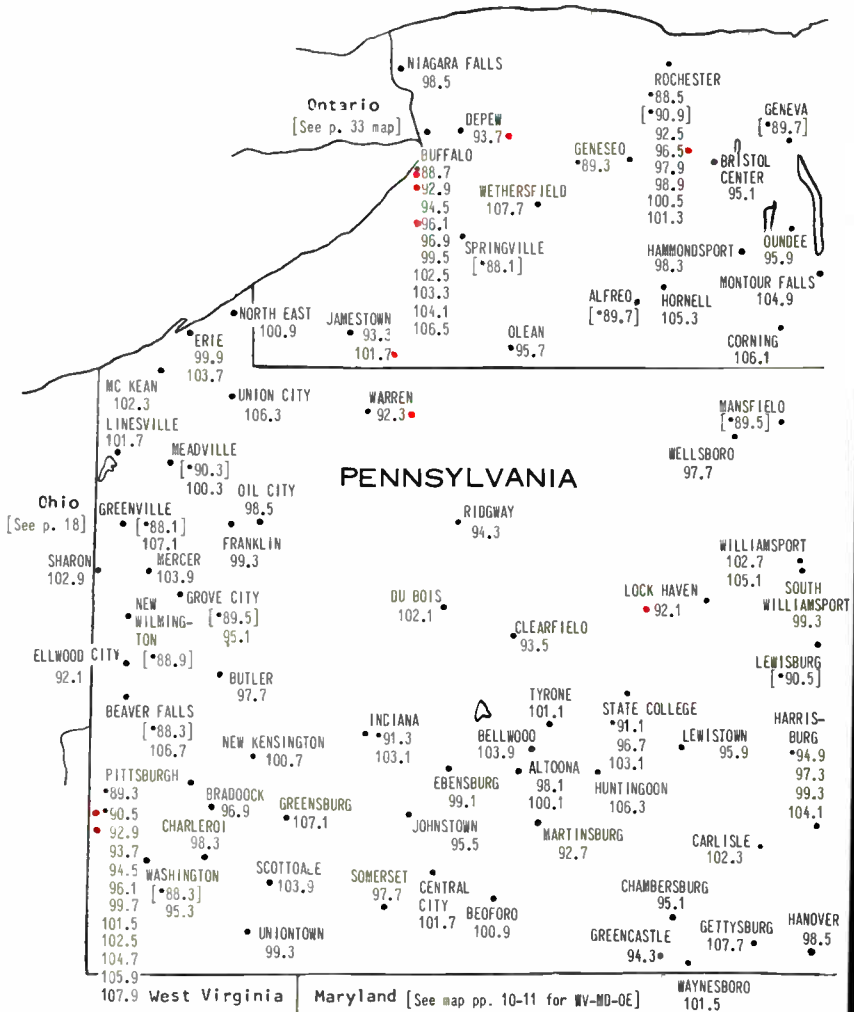 NIAGARA FALLS
98.5
Ontario
[See p. 33 map]
DEPEW
93.7
BUFFALO
88.7
92.9
94.5
96.1
96.9
99.5
102.5
103.3
104.1
106.5
WETHERSFIELD
107.7
SPRINGVILLE
[•88.1]
GENESEO
•89.3
ROCHESTER
•88.5
[•90.9]
92.5
96.5
97.9
98.9
100.5
101.3
GENEVA
[•89.7]
BRISTOL
CENTER
95.1
HAMMONDSPORT
98.3
OUNDEE
95.9
MONTOUR FALLS
104.9
ALFREO
[•89.7]
HORNELL
105.3
CORNING
106.1
NORTH EAST
100.9
JAMESTOWN
93.3
101.7
OLEAN
95.7
ERIE
99.9
103.7
MC KEAN
102.3
UNION CITY
106.3
WARREN
92.3
MANSFIELO
[•89.5]
LINESVILLE
101.7
MEADVILLE
[•90.3]
100.3
WELLSBORO
97.7
PENNSYLVANIA
Ohio
[See p. 18]
GREENVILLE
[•88.1]
107.1
OIL CITY
98.5
FRANKLIN
99.3
RIDGWAY
94.3
SHARON
102.9
MERCER
103.9
WILLIAMSPORT
102.7
105.1
SOUTH
WILLIAMSPORT
99.3
GROVE CITY
[•89.5]
95.1
NEW
WILMING-
TON
[•88.9]
DU BOIS
102.1
LOCK HAVEN
92.1
CLEARFIELD
93.5
ELLWOOD CITY
92.1
BUTLER
97.7
LEWISBURG
[•90.5]
BEAVER FALLS
[•88.3]
106.7
NEW KENSINGTON
100.7
INDIANA
•91.3
103.1
TYRONE
101.1
BELLWOOD
103.9
STATE COLLEGE
•91.1
96.7
103.1
LEWISTOWN
95.9
HARRIS-
BURG
•94.9
97.3
99.3
104.1
EBENSBURG
99.1
ALTOONA
98.1
100.1
HUNTINGOON
106.3
PITTSBURGH
•89.3
•90.5
92.9
93.7
94.5
96.1
99.7
101.5
102.5
104.7
105.9
107.9
BRADOOCK
96.9
GREENSBURG
107.1
CHARLEROI
98.3
JOHNSTOWN
95.5
MARTINSBURG
92.7
CARLISLE
102.3
WASHINGTON
[•88.3]
95.3
SCOTTOALE
103.9
SOMERSET
97.7
CENTRAL
CITY
101.7
BEOFORO
100.9
CHAMBERSBURG
95.1
UNIONTOWN
99.3
GREENCASTLE
94.3
GETTYSBURG
107.7
HANOVER
98.5
WAYNESBORO
101.5
West Virginia
Maryland [See map pp. 10-11 for WV-MD-OE]